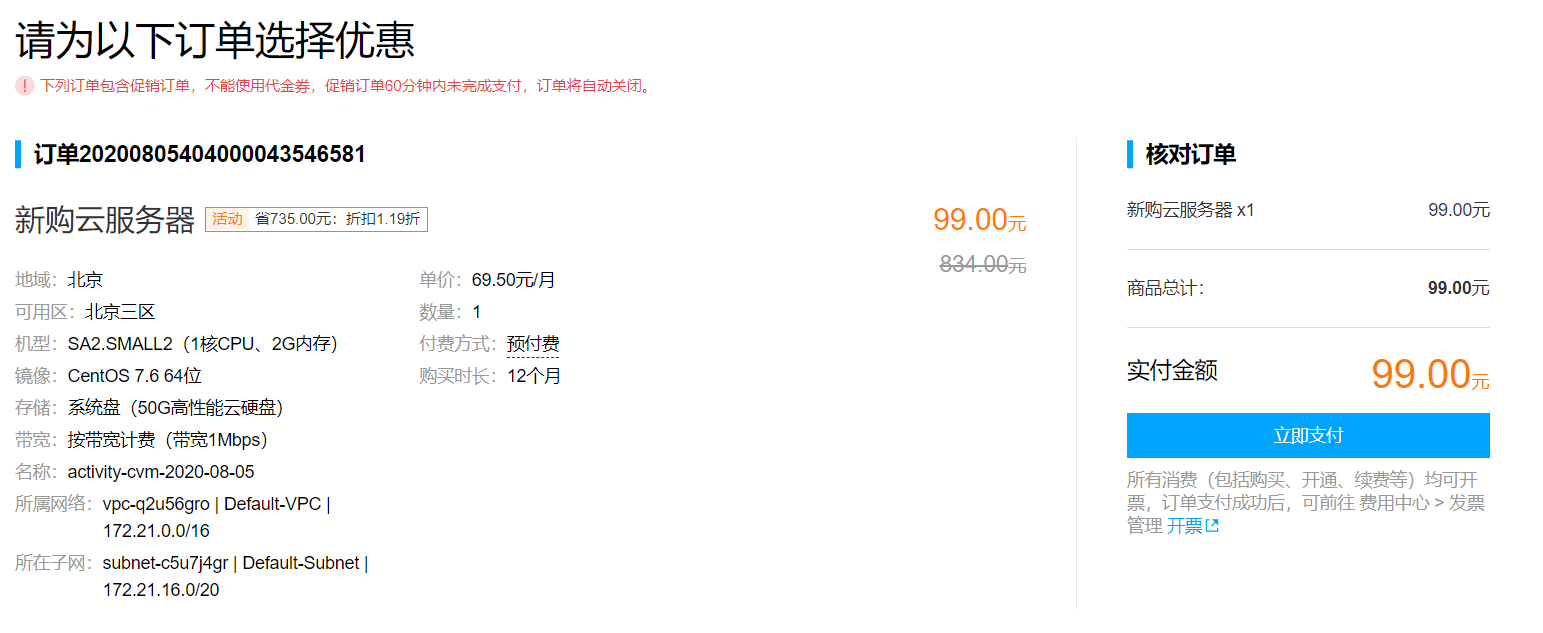 请为以下订单选择优惠
! 下列订单包含促销订单，不能使用代金券，促销订单60分钟内未完成支付，订单将自动关闭。
订单20200805404000043546581
新购云服务器 活动 省735.00元：折扣1.19折
99.00元
834.00元
地域：北京
可用区：北京三区
机型：SA2.SMALL2（1核CPU、2G内存）
镜像：CentOS 7.6 64位
存储：系统盘（50G高性能云硬盘）
带宽：按带宽计费（带宽1Mbps）
名称：activity-cvm-2020-08-05
所属网络：vpc-q2u56gro | Default-VPC |
172.21.0.0/16
所在子网：subnet-c5u7j4gr | Default-Subnet |
172.21.16.0/20
单价：69.50元/月
数量：1
付费方式：预付费
购买时长：12个月
核对订单
新购云服务器 x1 99.00元
商品总计： 99.00元
实付金额 99.00元
立即支付
所有消费（包括购买、开通、续费等）均可开
票，订单支付成功后，可前往 费用中心 > 发票
管理 开票